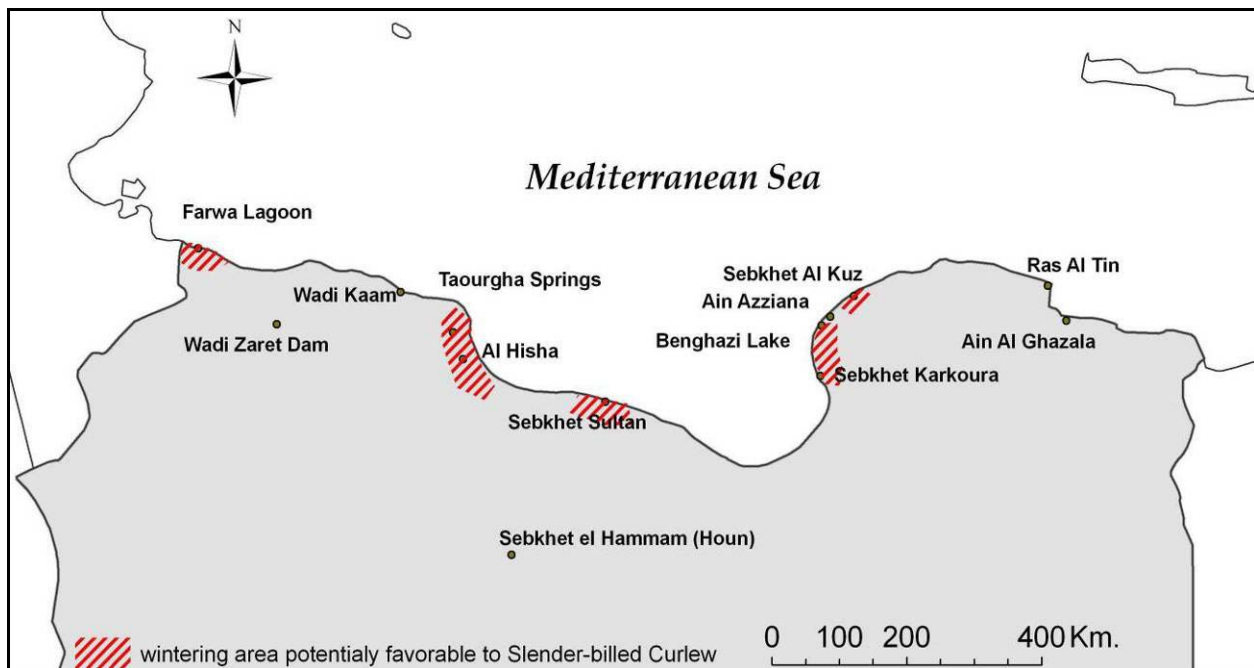 N
Mediterranean Sea
Farwa Lagoon
Taourgha Springs
Sebkhet Al Kuz
Ras Al Tin
Wadi Kaam
Ain Azziana
Wadi Zaret Dam
Al Hisha
Benghazi Lake
Ain Al Ghazala
Sebkhet Karkoura
Sebkhet Sultan
Sebkhet el Hammam (Houn)
wintering area potentialy favorable to Slender-billed Curlew
0 100 200 400 Km.